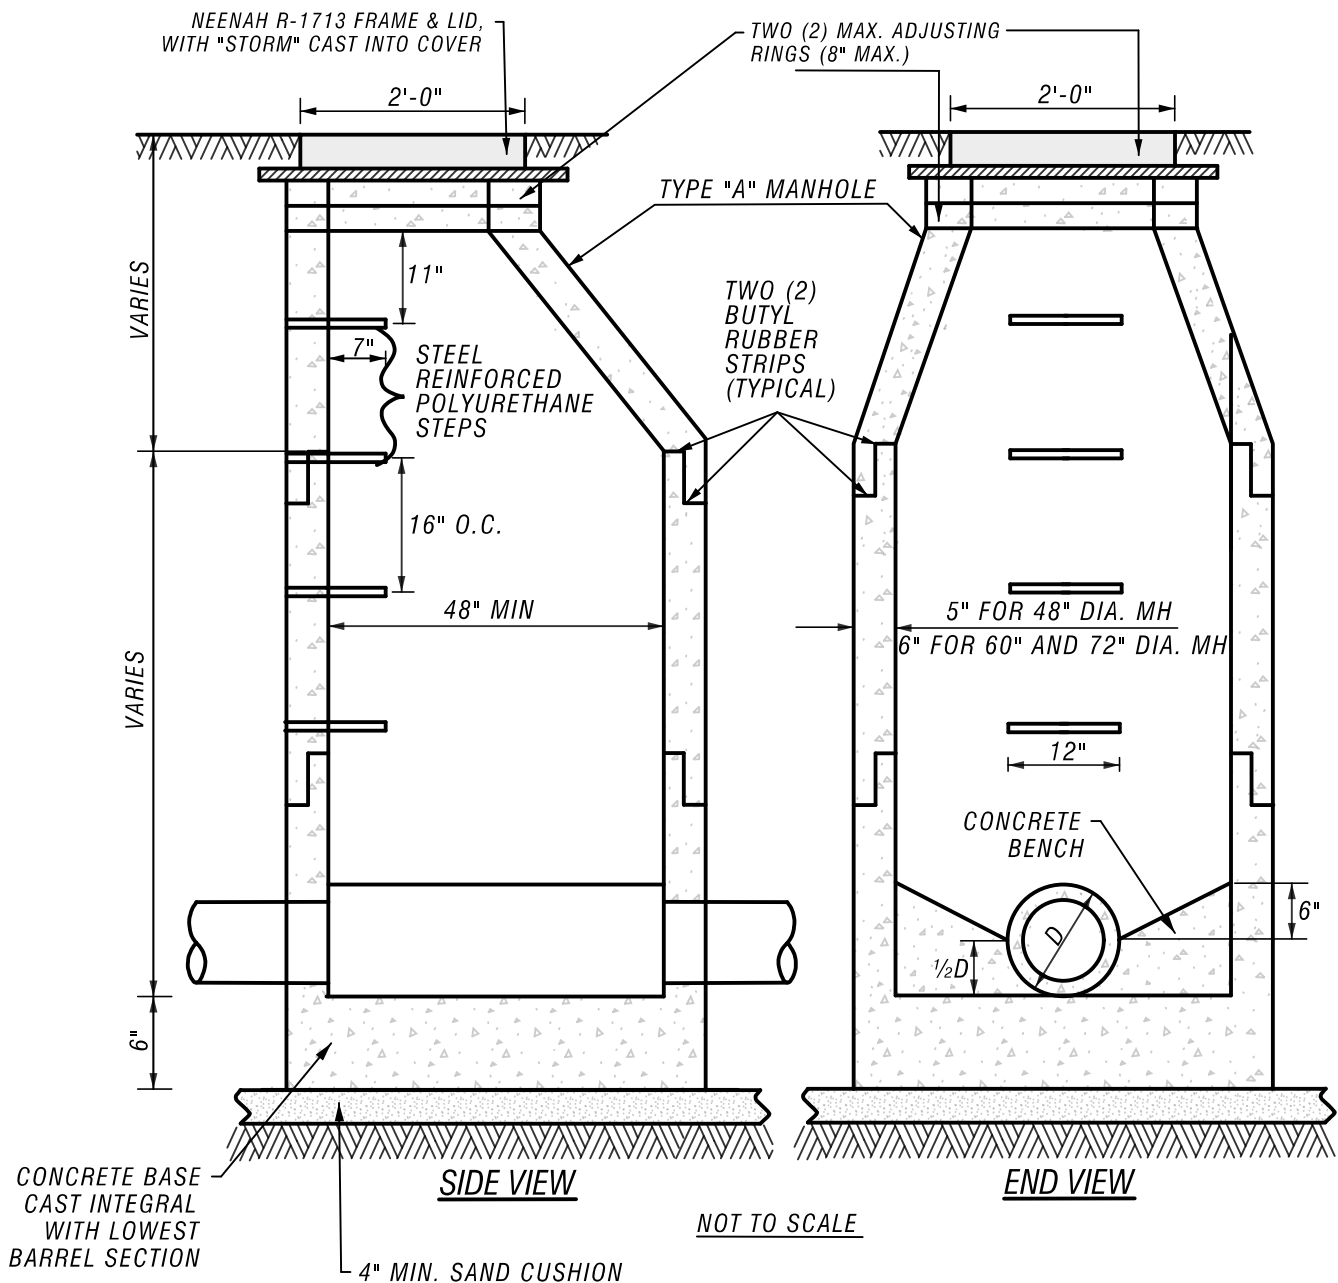 NEENAH R-1713 FRAME & LID,
WITH "STORM" CAST INTO COVER
TWO (2) MAX. ADJUSTING
RINGS (8" MAX.)
2'-0"
2'-0"
TYPE "A" MANHOLE
VARIES
11"
TWO (2)
BUTYL
RUBBER
STRIPS
(TYPICAL)
7"
STEEL
REINFORCED
POLYURETHANE
STEPS
16" O.C.
48" MIN
5" FOR 48" DIA. MH
6" FOR 60" AND 72" DIA. MH
VARIES
12"
CONCRETE
BENCH
6"
D
½D
6"
CONCRETE BASE
CAST INTEGRAL
WITH LOWEST
BARREL SECTION
SIDE VIEW
END VIEW
NOT TO SCALE
4" MIN. SAND CUSHION